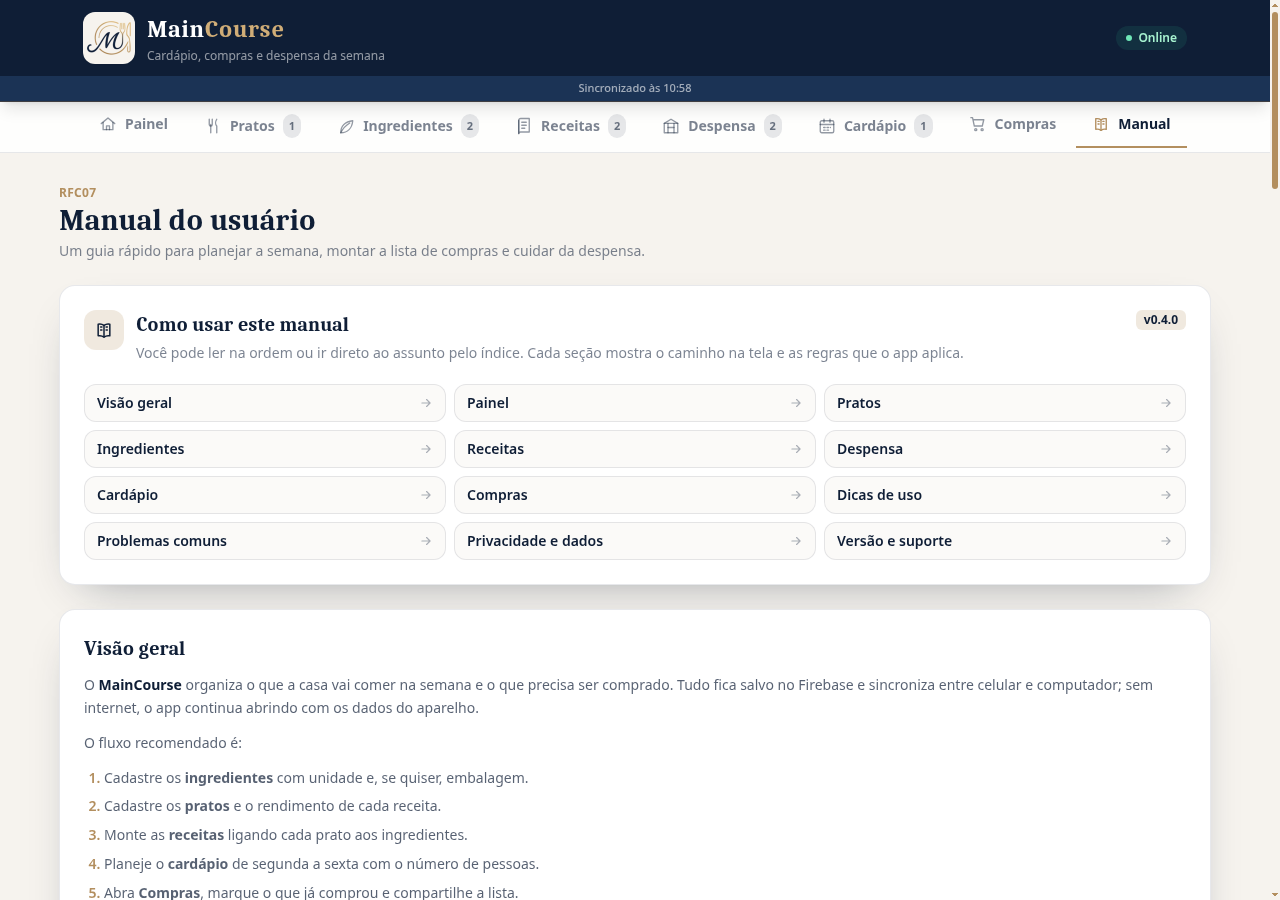 MainCourse
Cardápio, compras e despensa da semana
Online
Sincronizado às 10:58
Painel
Pratos 1
Ingredientes 2
Receitas 2
Despensa 2
Cardápio 1
Compras
Manual
RFC07
Manual do usuário
Um guia rápido para planejar a semana, montar a lista de compras e cuidar da despensa.
Como usar este manual
v0.4.0
Você pode ler na ordem ou ir direto ao assunto pelo índice. Cada seção mostra o caminho na tela e as regras que o app aplica.
Visão geral
Painel
Pratos
Ingredientes
Receitas
Despensa
Cardápio
Compras
Dicas de uso
Problemas comuns
Privacidade e dados
Versão e suporte
Visão geral
O MainCourse organiza o que a casa vai comer na semana e o que precisa ser comprado. Tudo fica salvo no Firebase e sincroniza entre celular e computador; sem
internet, o app continua abrindo com os dados do aparelho.
O fluxo recomendado é:
1. Cadastre os ingredientes com unidade e, se quiser, embalagem.
2. Cadastre os pratos e o rendimento de cada receita.
3. Monte as receitas ligando cada prato aos ingredientes.
4. Planeje o cardápio de segunda a sexta com o número de pessoas.
5. Abra Compras, marque o que já comprou e compartilhe a lista.